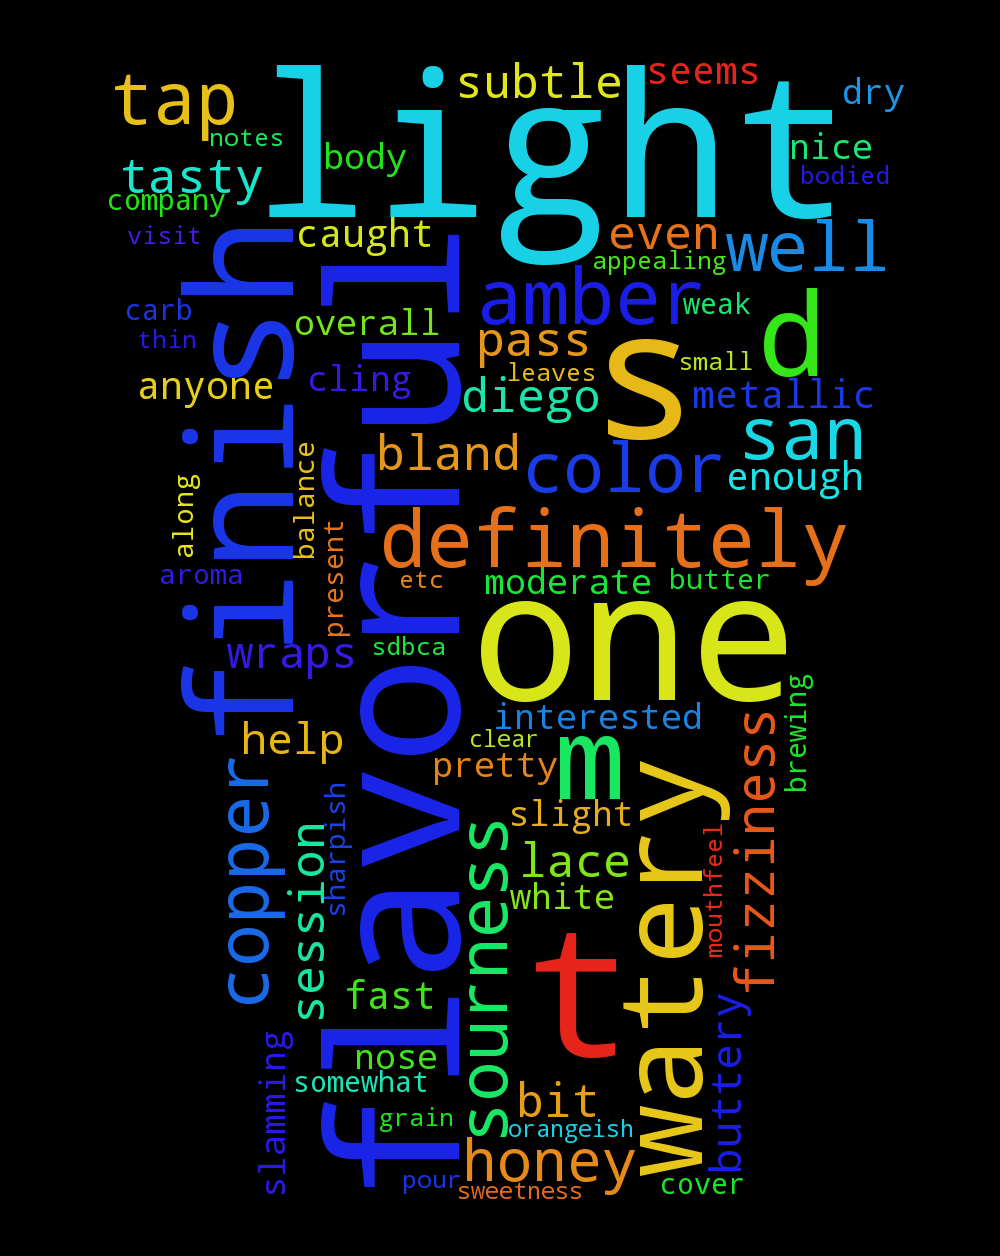 light
subtle
seems
tap
dry
notes
body
nice
tasty
bodied
company
visit
caught
even
well
appealing
amber
weak
d
carb
overall
thin
pass
s
small
leaves
anyone
cling
diego
metallic
san
bland
color
enough
finish
flavorful
along
balance
definitely
present
aroma
etc
moderate
butter
one
wraps
sdbca
interested
brewing
help
clear
m
pretty
fizziness
copper
session
sharpish
slight
sourness
lace
white
watery
mouthfeel
t
fast
buttery
nose
slamming
somewhat
bit
grain
orangeish
honey
pour
sweetness
cover